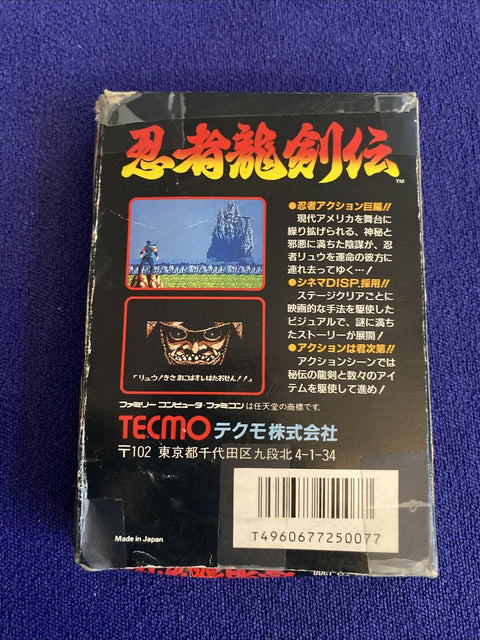 忍者龍剣伝
TM
●忍者アクション巨編!!
現代アメリカを舞台に
繰り拡げられる、神秘と
邪悪に満ちた陰謀が、忍
者リュウを運命の彼方に
連れ去ってゆく…!
●シネマDISP.採用!!
ステージクリアごとに
映画的な手法を駆使した
ビジュアルで、謎に満ち
たストーリーが展開!
●アクションは君次第!!
アクションシーンでは
秘伝の龍剣と数々のアイ
テムを駆使して進め!
「リュウ!きさまにはオレはたおせん!!」
ファミリーコンピュータ・ファミコンは任天堂の商標です。
TECMO テクモ株式会社
〒102 東京都千代田区九段北4-1-34
T4960677250077
Made in Japan